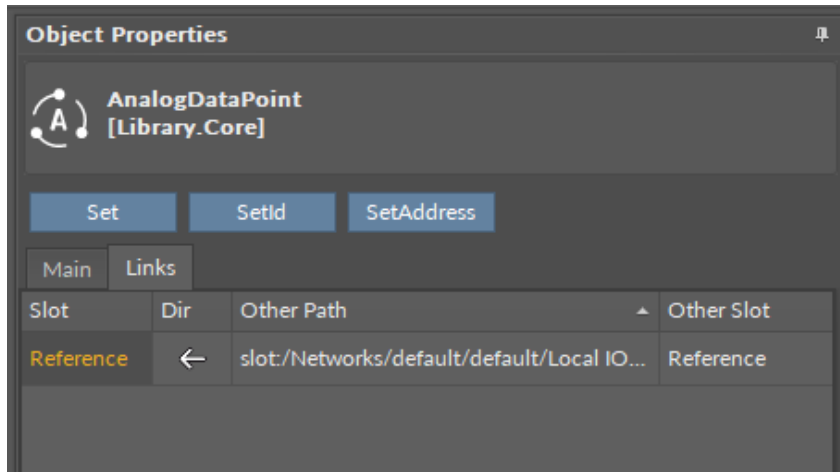 Object Properties
AnalogDataPoint
[Library.Core]
A
Set SetId SetAddress
Main Links
Slot Dir Other Path Other Slot
Reference slot:/Networks/default/default/Local IO... Reference